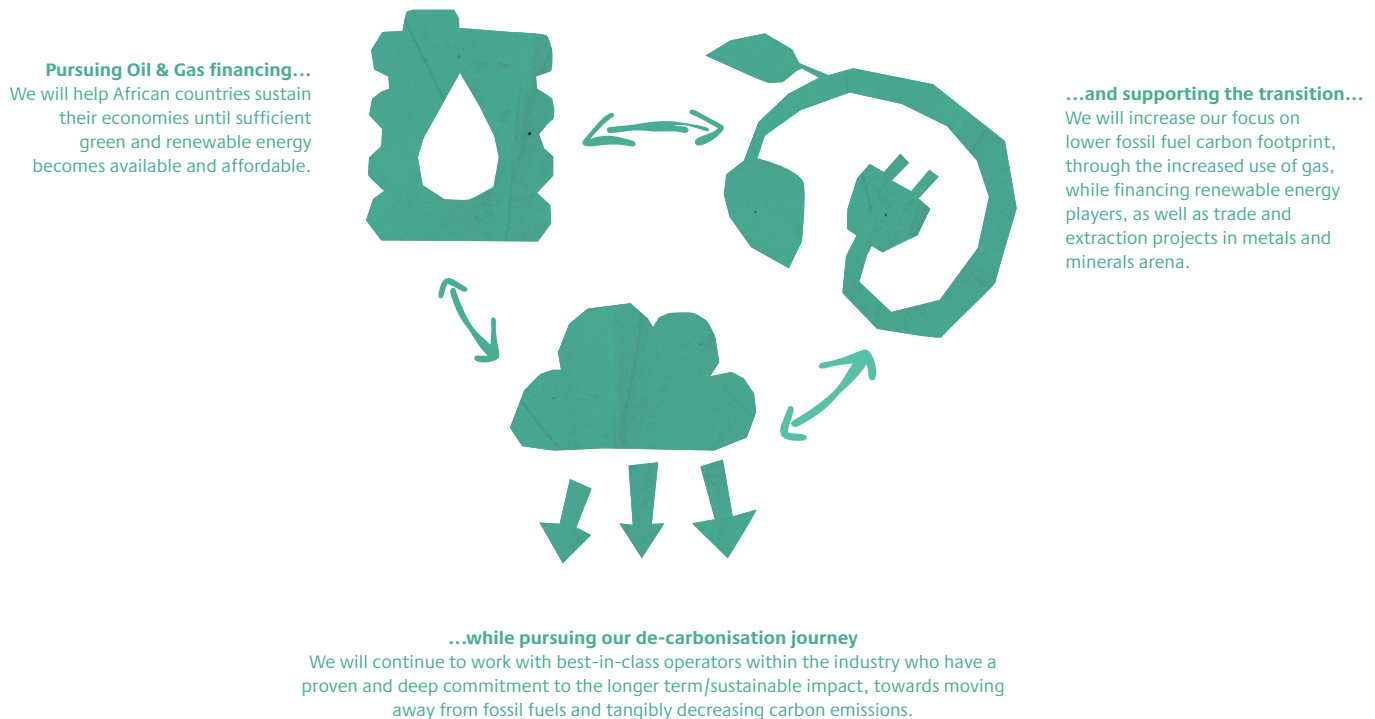 Pursuing Oil & Gas financing...
We will help African countries sustain
their economies until sufficient
green and renewable energy
becomes available and affordable.
...and supporting the transition...
We will increase our focus on
lower fossil fuel carbon footprint,
through the increased use of gas,
while financing renewable energy
players, as well as trade and
extraction projects in metals and
minerals arena.
...while pursuing our de-carbonisation journey
We will continue to work with best-in-class operators within the industry who have a
proven and deep commitment to the longer term/sustainable impact, towards moving
away from fossil fuels and tangibly decreasing carbon emissions.